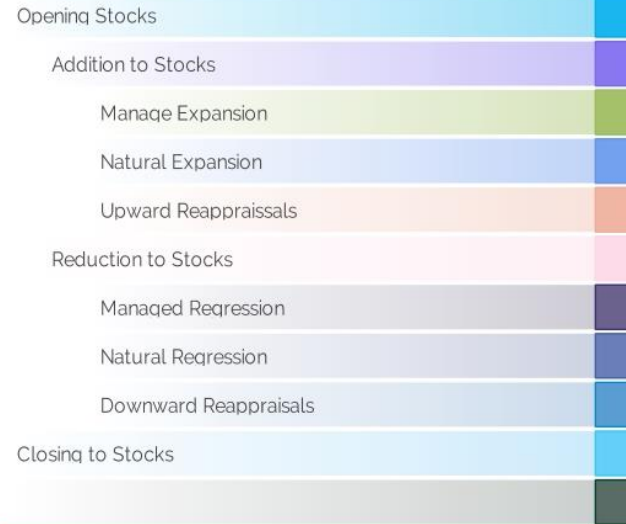 Opening Stocks
Addition to Stocks
Manage Expansion
Natural Expansion
Upward Reappraissals
Reduction to Stocks
Managed Regression
Natural Regression
Downward Reappraisals
Closing to Stocks